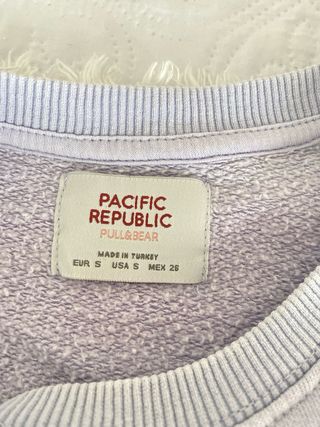 PACIFIC
REPUBLIC
PULL&BEAR
MADE IN TURKEY
EUR S USA S MEX 26